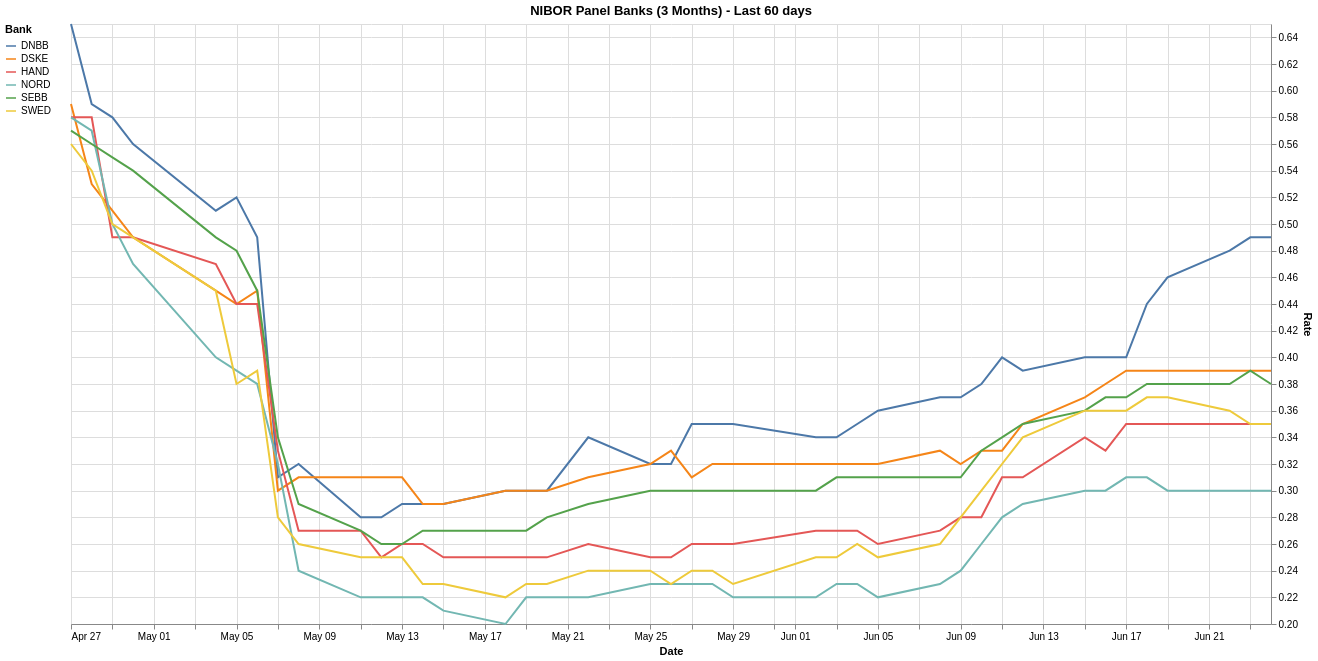 NIBOR Panel Banks (3 Months) - Last 60 days
Bank
DNBB
DSKE
HAND
NORD
SEBB
SWED
0.64
0.62
0.60
0.58
0.56
0.54
0.52
0.50
0.48
0.46
0.44
0.42
0.40
0.38
0.36
0.34
0.32
0.30
0.28
0.26
0.24
0.22
0.20
Rate
Apr 27 May 01 May 05 May 09 May 13 May 17 May 21 May 25 May 29 Jun 01 Jun 05 Jun 09 Jun 13 Jun 17 Jun 21
Date